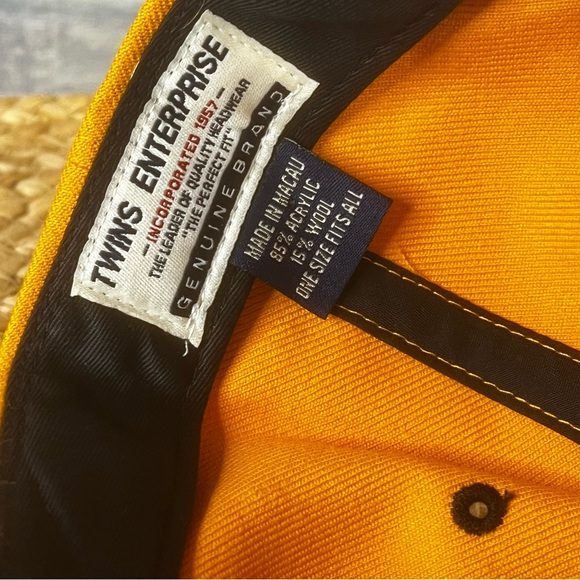 TWINS ENTERPRISE
- INCORPORATED 1957 -
THE LEADER OF QUALITY HEADWEAR
"THE PERFECT FIT"
GENUINE BRAND
MADE IN MACAU
85% ACRYLIC
15% WOOL
ONE SIZE FITS ALL